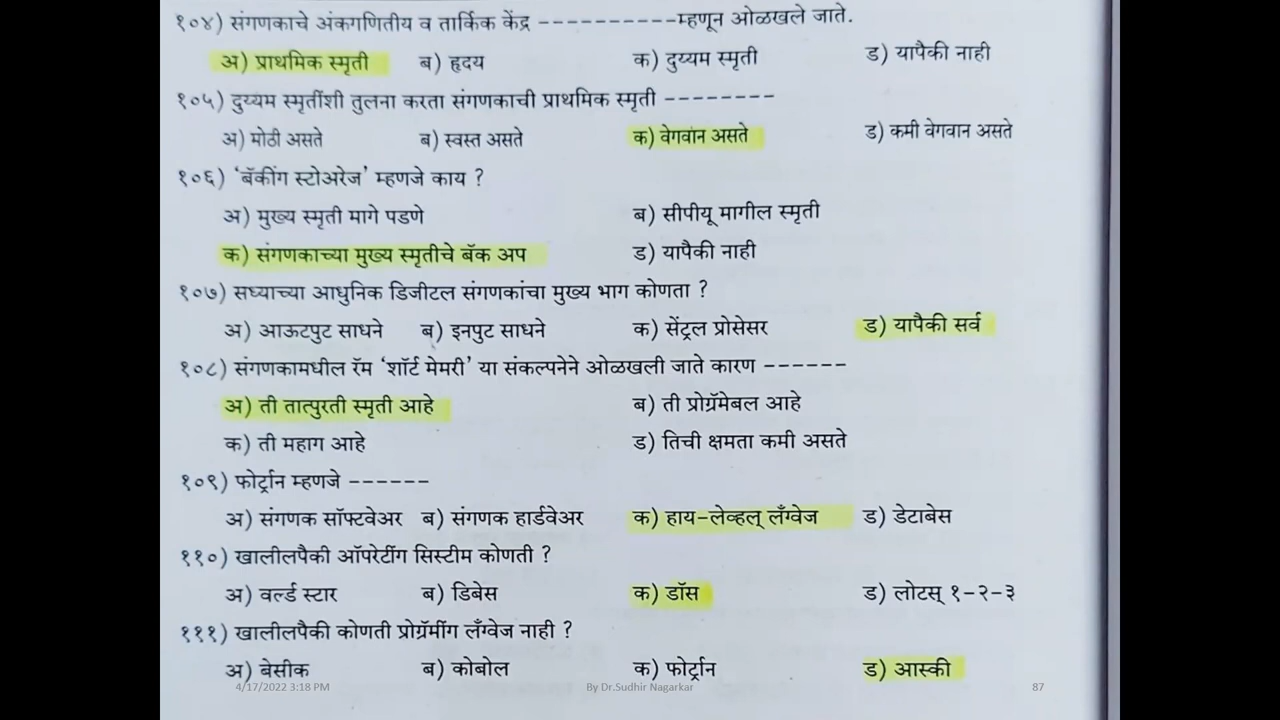 १०४) संगणकाचे अंकगणितीय व तार्किक केंद्र ----------म्हणून ओळखले जाते.
अ) प्राथमिक स्मृती ब) हृदय क) दुय्यम स्मृती ड) यापैकी नाही
१०५) दुय्यम स्मृतींशी तुलना करता संगणकाची प्राथमिक स्मृती --------
अ) मोठी असते ब) स्वस्त असते क) वेगवान असते ड) कमी वेगवान असते
१०६) ‘बॅकींग स्टोअरेज’ म्हणजे काय ?
अ) मुख्य स्मृती मागे पडणे ब) सीपीयू मागील स्मृती
क) संगणकाच्या मुख्य स्मृतीचे बॅक अप ड) यापैकी नाही
१०७) सध्याच्या आधुनिक डिजीटल संगणकांचा मुख्य भाग कोणता ?
अ) आऊटपुट साधने ब) इनपुट साधने क) सेंट्रल प्रोसेसर ड) यापैकी सर्व
१०८) संगणकामधील रॅम ‘शॉर्ट मेमरी’ या संकल्पनेने ओळखली जाते कारण ------
अ) ती तात्पुरती स्मृती आहे ब) ती प्रोग्रॅमेबल आहे
क) ती महाग आहे ड) तिची क्षमता कमी असते
१०९) फोर्ट्रान म्हणजे ------
अ) संगणक सॉफ्टवेअर ब) संगणक हार्डवेअर क) हाय-लेव्हल् लँग्वेज ड) डेटाबेस
११०) खालीलपैकी ऑपरेटींग सिस्टीम कोणती ?
अ) वर्ल्ड स्टार ब) डिबेस क) डॉस ड) लोटस् १-२-३
१११) खालीलपैकी कोणती प्रोग्रॅमींग लँग्वेज नाही ?
अ) बेसीक ब) कोबोल क) फोर्ट्रान ड) आस्की
4/17/2022 3:18 PM By Dr.Sudhir Nagarkar 87